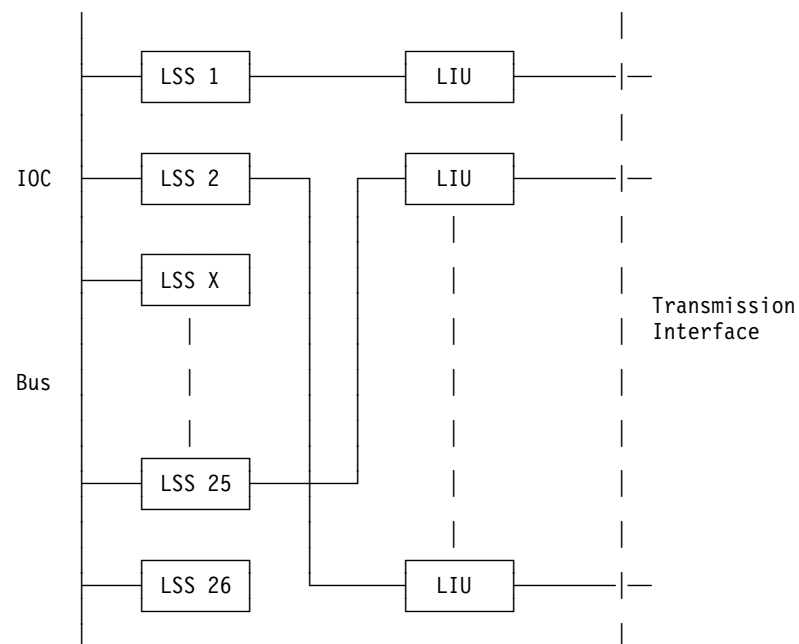 LSS 1
LIU
IOC
LSS 2
LIU
LSS X
Transmission
Interface
Bus
LSS 25
LSS 26
LIU